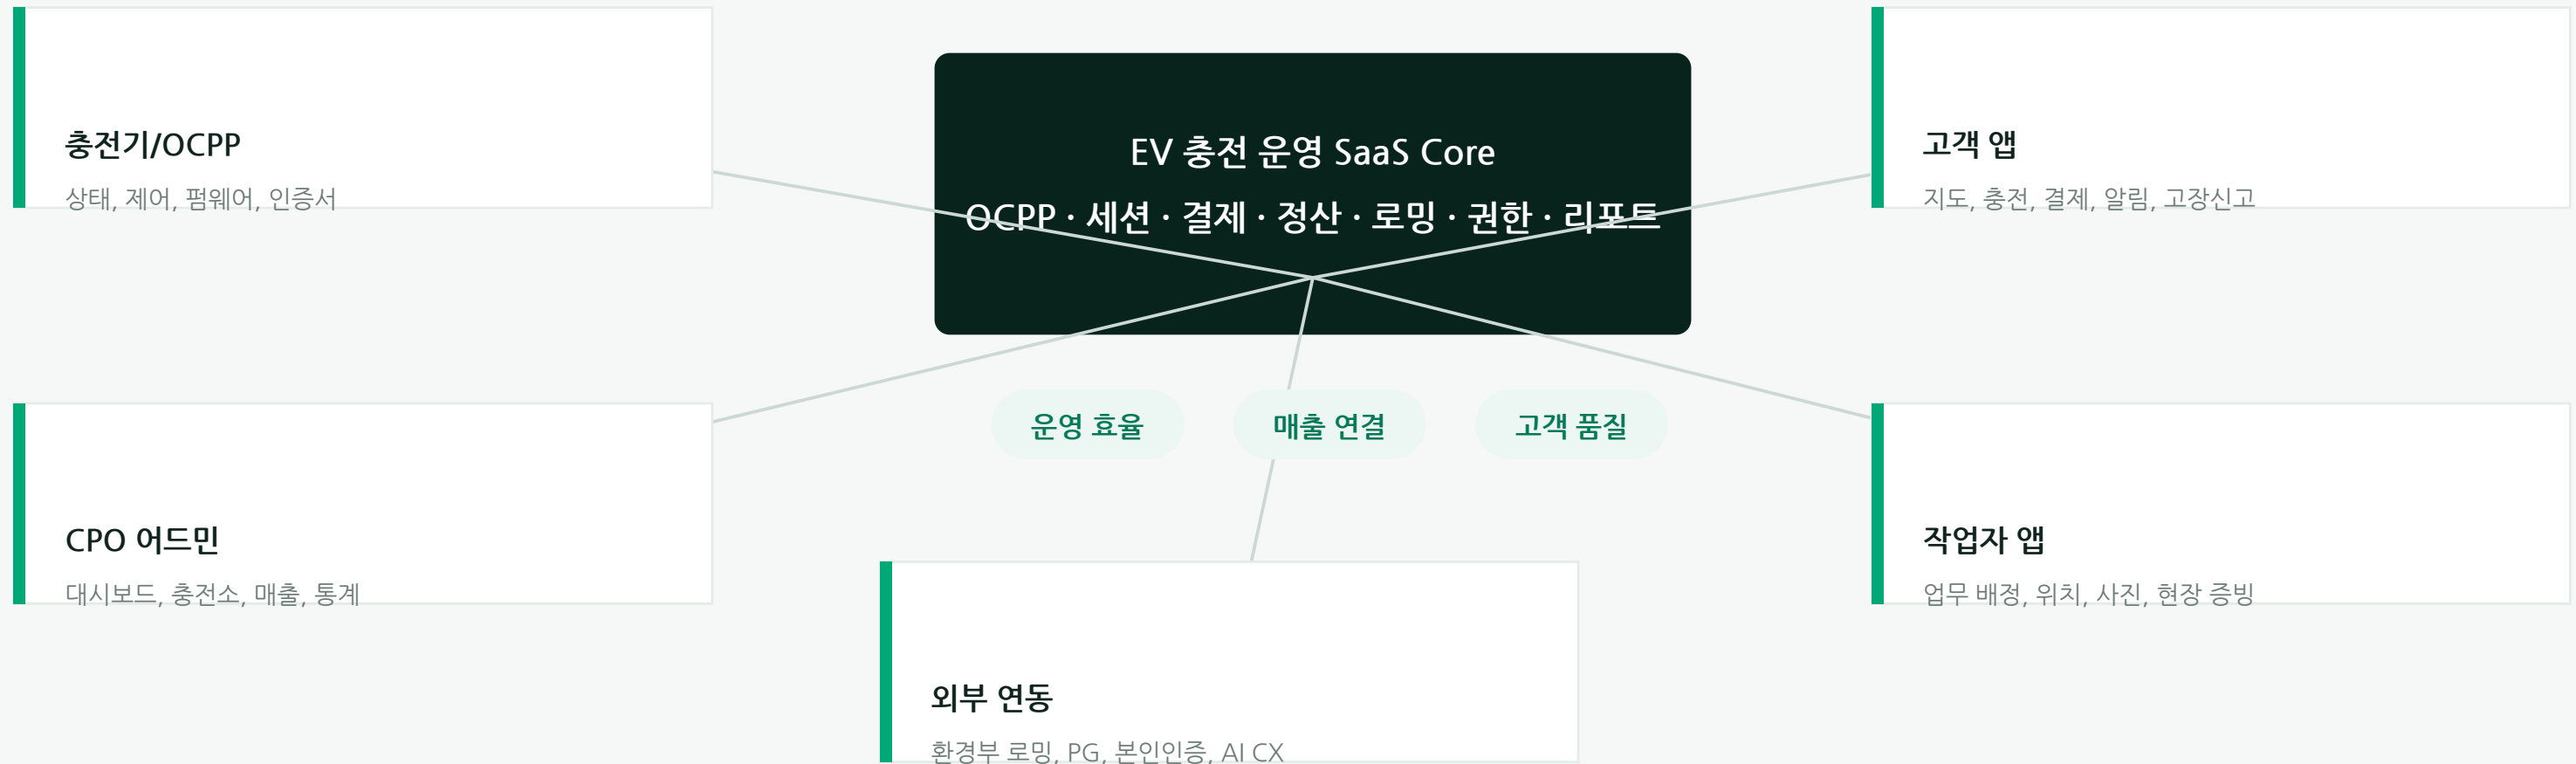 충전기/OCPP
상태, 제어, 펌웨어, 인증서
EV 충전 운영 SaaS Core
OCPP · 세션 · 결제 · 정산 · 로밍 · 권한 · 리포트
고객 앱
지도, 충전, 결제, 알림, 고장신고
운영 효율
매출 연결
고객 품질
CPO 어드민
대시보드, 충전소, 매출, 통계
작업자 앱
업무 배정, 위치, 사진, 현장 증빙
외부 연동
환경부 로밍, PG, 본인인증, AI CX